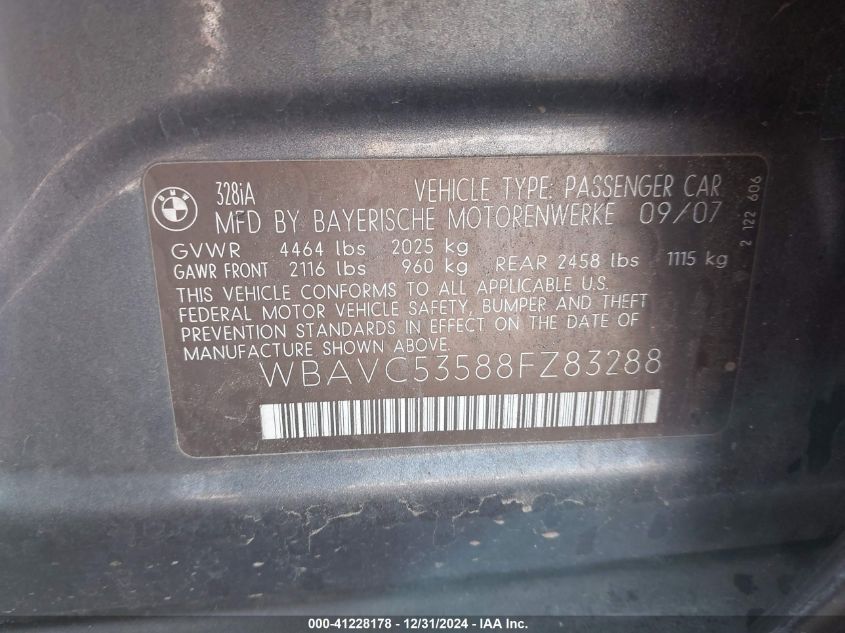 BMW
328iA VEHICLE TYPE: PASSENGER CAR
MFD BY BAYERISCHE MOTORENWERKE 09/07
GVWR 4464 lbs 2025 kg
GAWR FRONT 2116 lbs 960 kg REAR 2458 lbs 1115 kg
THIS VEHICLE CONFORMS TO ALL APPLICABLE U.S.
FEDERAL MOTOR VEHICLE SAFETY, BUMPER AND THEFT
PREVENTION STANDARDS IN EFFECT ON THE DATE OF
MANUFACTURE SHOWN ABOVE.
WBAVC53588FZ83288
2 122 606
000-41228178 - 12/31/2024 - IAA Inc.